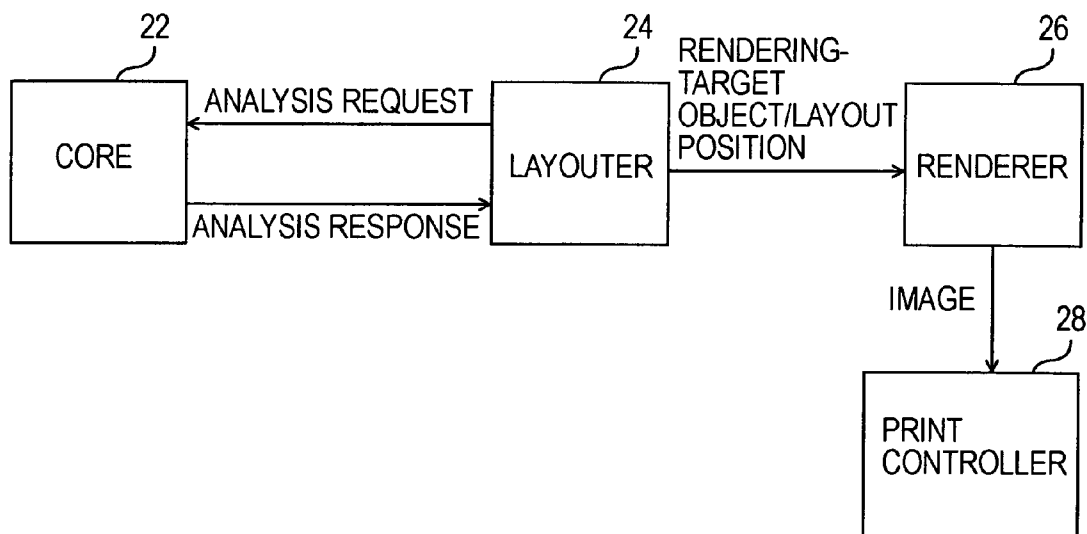 22
24
26
RENDERING-
TARGET
OBJECT/LAYOUT
POSITION
ANALYSIS REQUEST
CORE
LAYOUTER
RENDERER
ANALYSIS RESPONSE
IMAGE
28
PRINT
CONTROLLER